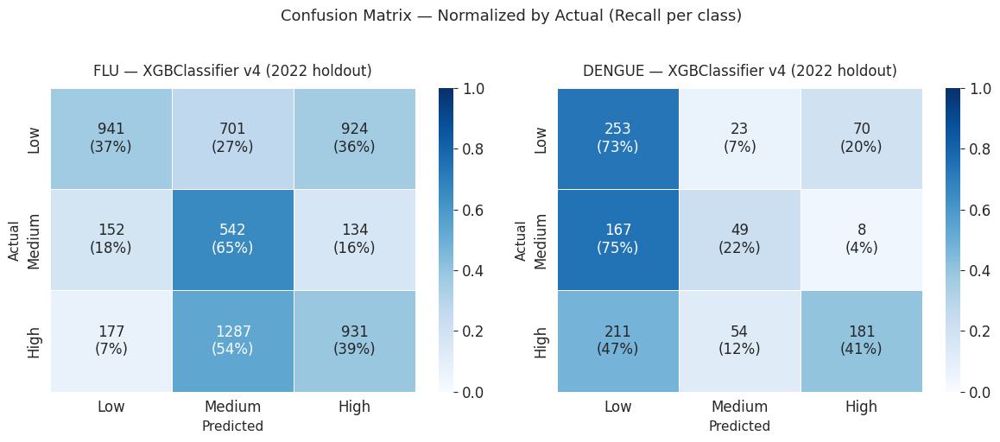 Confusion Matrix — Normalized by Actual (Recall per class)
FLU — XGBClassifier v4 (2022 holdout)
Actual
Low
Medium
High
941
(37%)
701
(27%)
924
(36%)
152
(18%)
542
(65%)
134
(16%)
177
(7%)
1287
(54%)
931
(39%)
Low
Medium
High
Predicted
1.0
0.8
0.6
0.4
0.2
0.0
DENGUE — XGBClassifier v4 (2022 holdout)
Actual
Low
Medium
High
253
(73%)
23
(7%)
70
(20%)
167
(75%)
49
(22%)
8
(4%)
211
(47%)
54
(12%)
181
(41%)
Low
Medium
High
Predicted
1.0
0.8
0.6
0.4
0.2
0.0